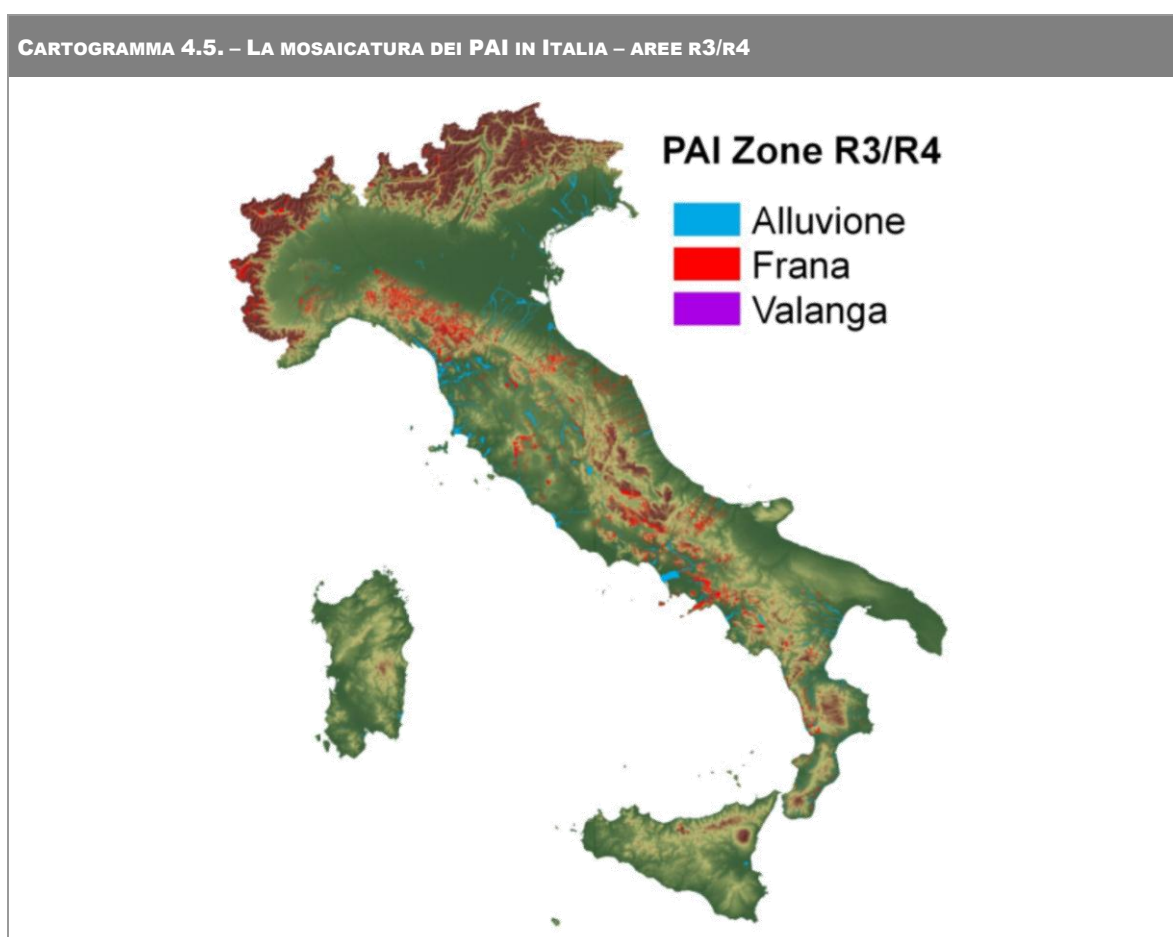 CARTOGRAMMA 4.5. – LA MOSAICATURA DEI PAI IN ITALIA – AREE R3/R4
PAI Zone R3/R4
Alluvione
Frana
Valanga